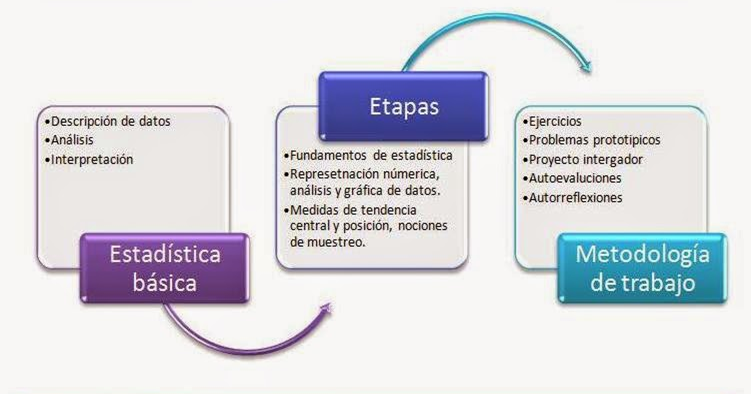 •Descripción de datos
•Análisis
•Interpretación
Estadística
básica
Etapas
•Fundamentos de estadística
•Represetnación númerica,
análisis y gráfica de datos.
•Medidas de tendencia
central y posición, nociones
de muestreo.
•Ejercicios
•Problemas prototipicos
•Proyecto intergador
•Autoevaluciones
•Autorreflexiones
Metodología
de trabajo